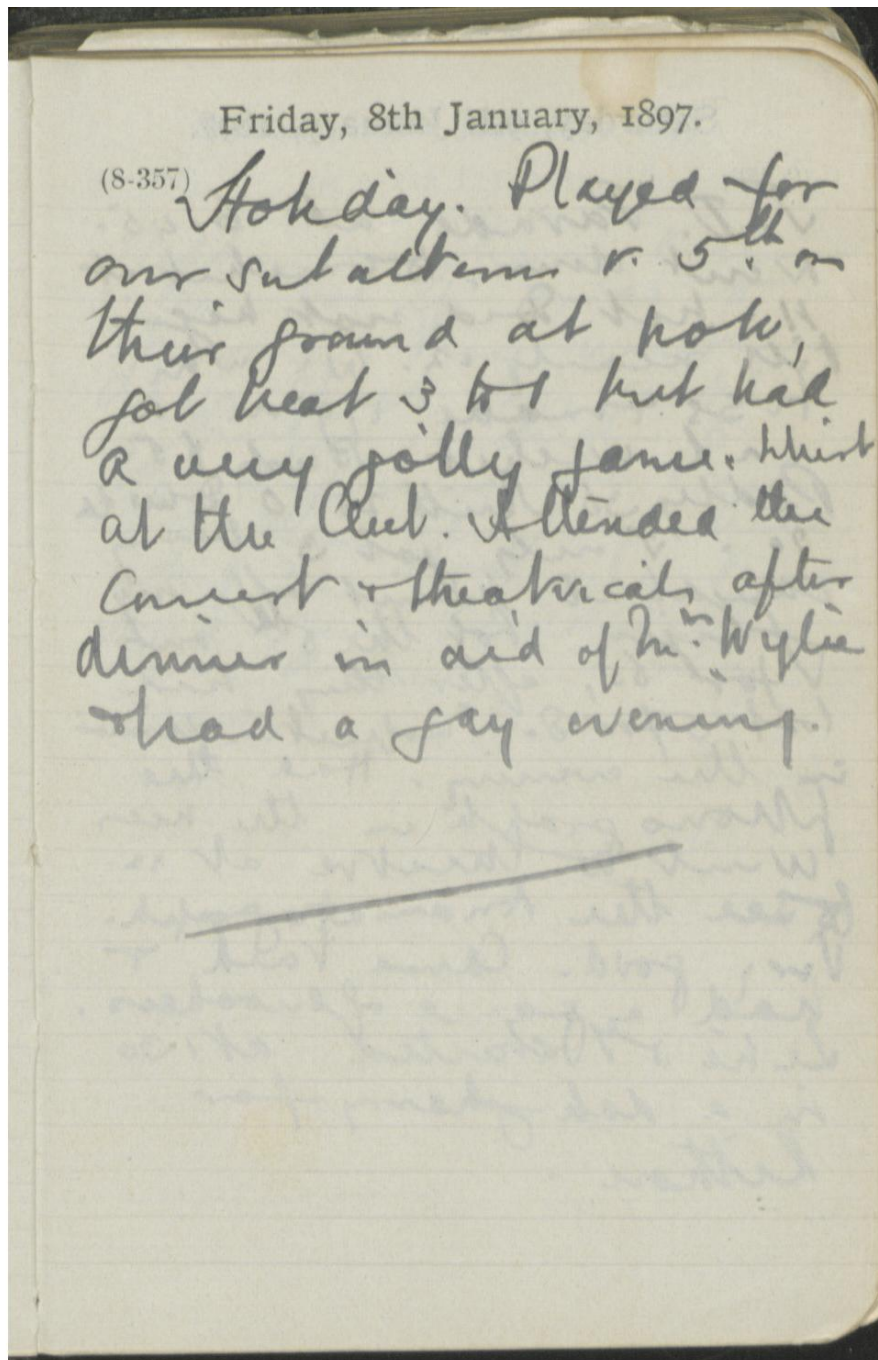 Friday, 8th January, 1897.
(8-357)
Holiday. Played for
our subalterns v. 5th on
their ground at polo,
got beat 3 to 1 but had
a very jolly game. Whist
at the Club. Attended the
Concert & theatricals after
dinner in aid of Mrs. Wylie
& had a gay evening.